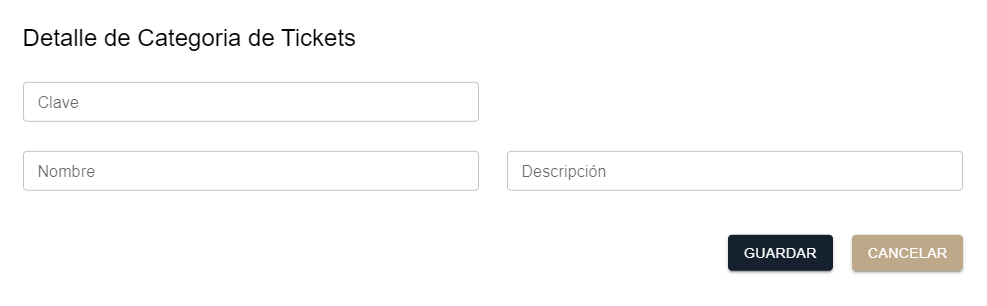 Detalle de Categoria de Tickets
Clave
Nombre
Descripción
GUARDAR
CANCELAR